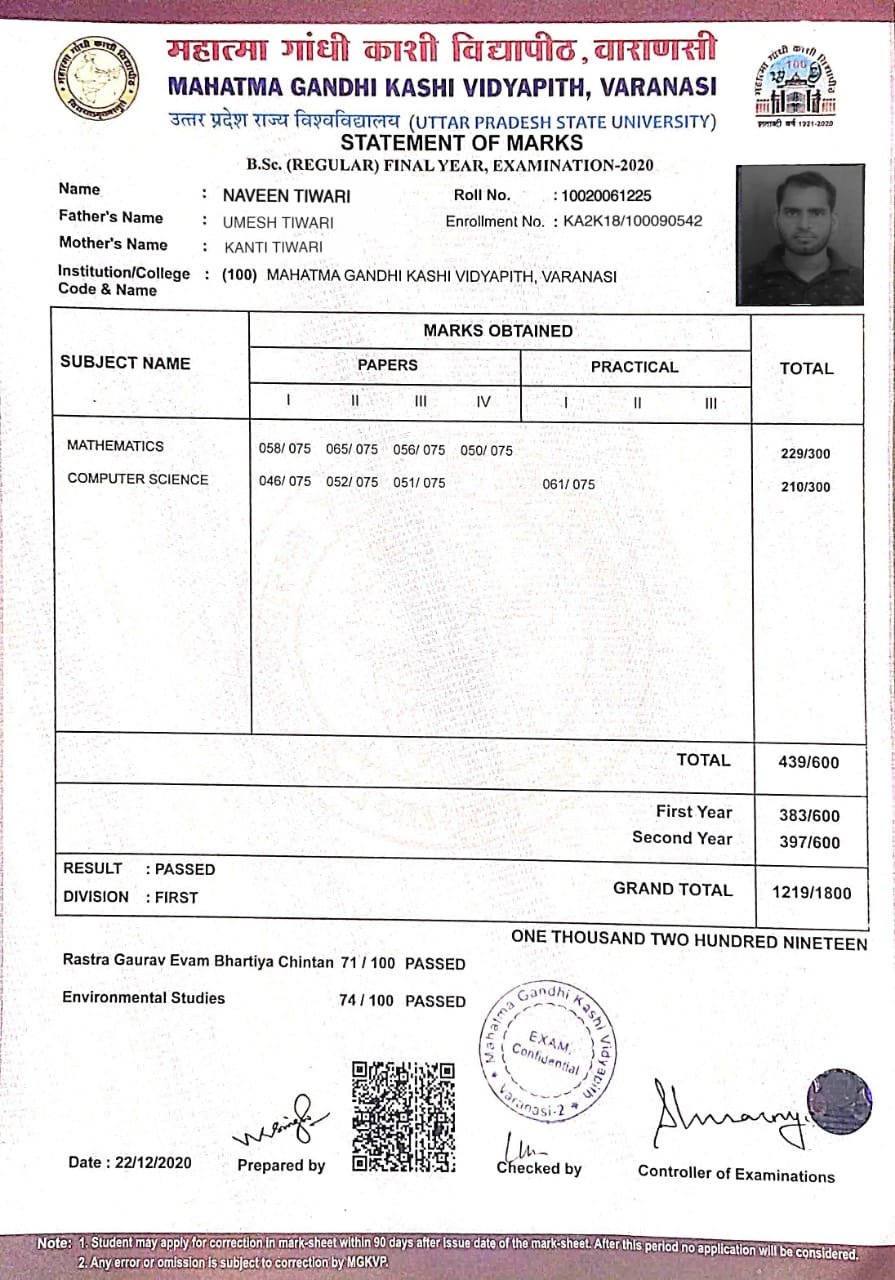 महात्मा गांधी काशी विद्यापीठ, वाराणसी
MAHATMA GANDHI KASHI VIDYAPITH, VARANASI
उत्तर प्रदेश राज्य विश्वविद्यालय (UTTAR PRADESH STATE UNIVERSITY)
महात्मा गांधी काशी विद्यापीठ
100
शताब्दी वर्ष 1921-2020
STATEMENT OF MARKS
B.Sc. (REGULAR) FINAL YEAR, EXAMINATION-2020
Name : NAVEEN TIWARI Roll No. : 10020061225
Father's Name : UMESH TIWARI Enrollment No. : KA2K18/100090542
Mother's Name : KANTI TIWARI
Institution/College : (100) MAHATMA GANDHI KASHI VIDYAPITH, VARANASI
Code & Name
SUBJECT NAME MARKS OBTAINED TOTAL
PAPERS PRACTICAL
I II III IV I II III
MATHEMATICS 058/ 075 065/ 075 056/ 075 050/ 075 229/300
COMPUTER SCIENCE 046/ 075 052/ 075 051/ 075 061/ 075 210/300
TOTAL 439/600
First Year 383/600
Second Year 397/600
RESULT : PASSED
DIVISION : FIRST GRAND TOTAL 1219/1800
ONE THOUSAND TWO HUNDRED NINETEEN
Rastra Gaurav Evam Bhartiya Chintan 71 / 100 PASSED
Environmental Studies 74 / 100 PASSED
Mahatma Gandhi Kashi Vidyapith
EXAM.
Confidential
Varanasi-2
Date : 22/12/2020 Prepared by Checked by Controller of Examinations
Note: 1. Student may apply for correction in mark-sheet within 90 days after issue date of the mark-sheet. After this period no application will be considered.
2. Any error or omission is subject to correction by MGKVP.